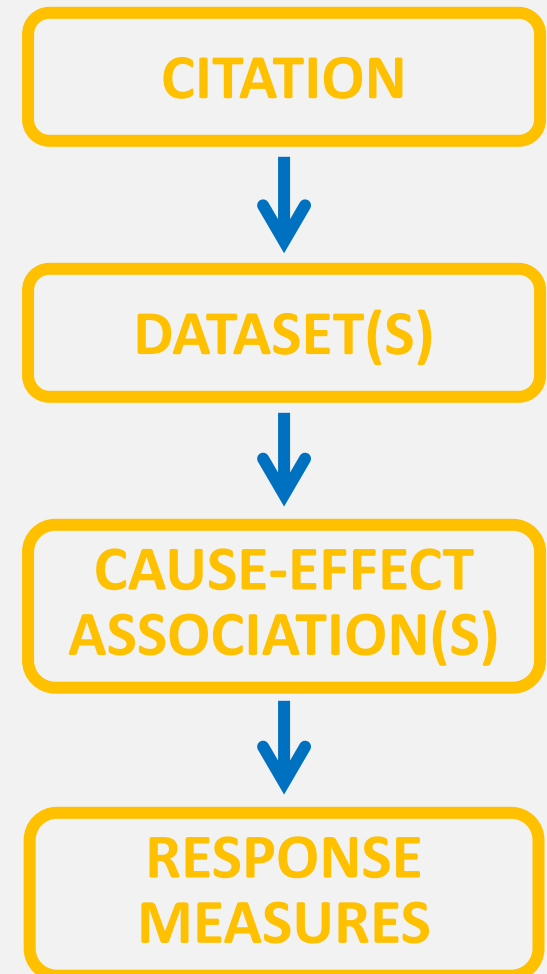 CITATION
DATASET(S)
CAUSE-EFFECT
ASSOCIATION(S)
RESPONSE
MEASURES